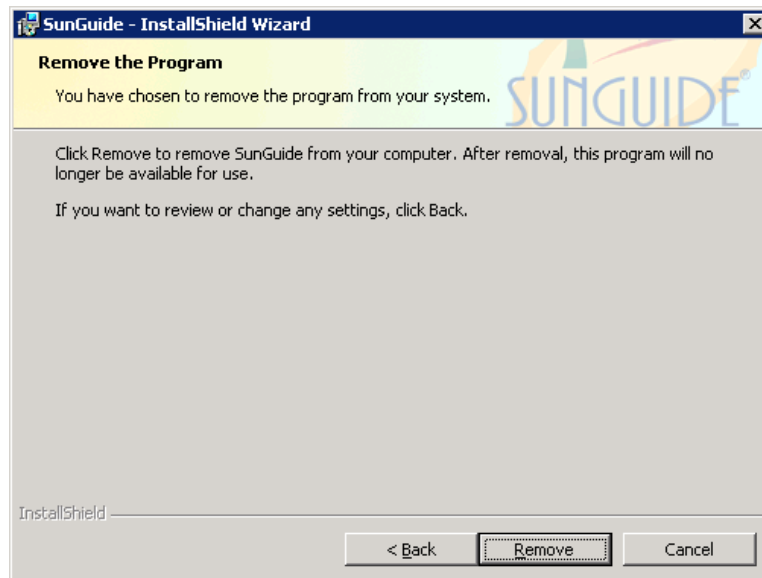 SunGuide - InstallShield Wizard
Remove the Program
You have chosen to remove the program from your system.
SUNGUIDE®
Click Remove to remove SunGuide from your computer. After removal, this program will no
longer be available for use.
If you want to review or change any settings, click Back.
InstallShield
< Back
Remove
Cancel